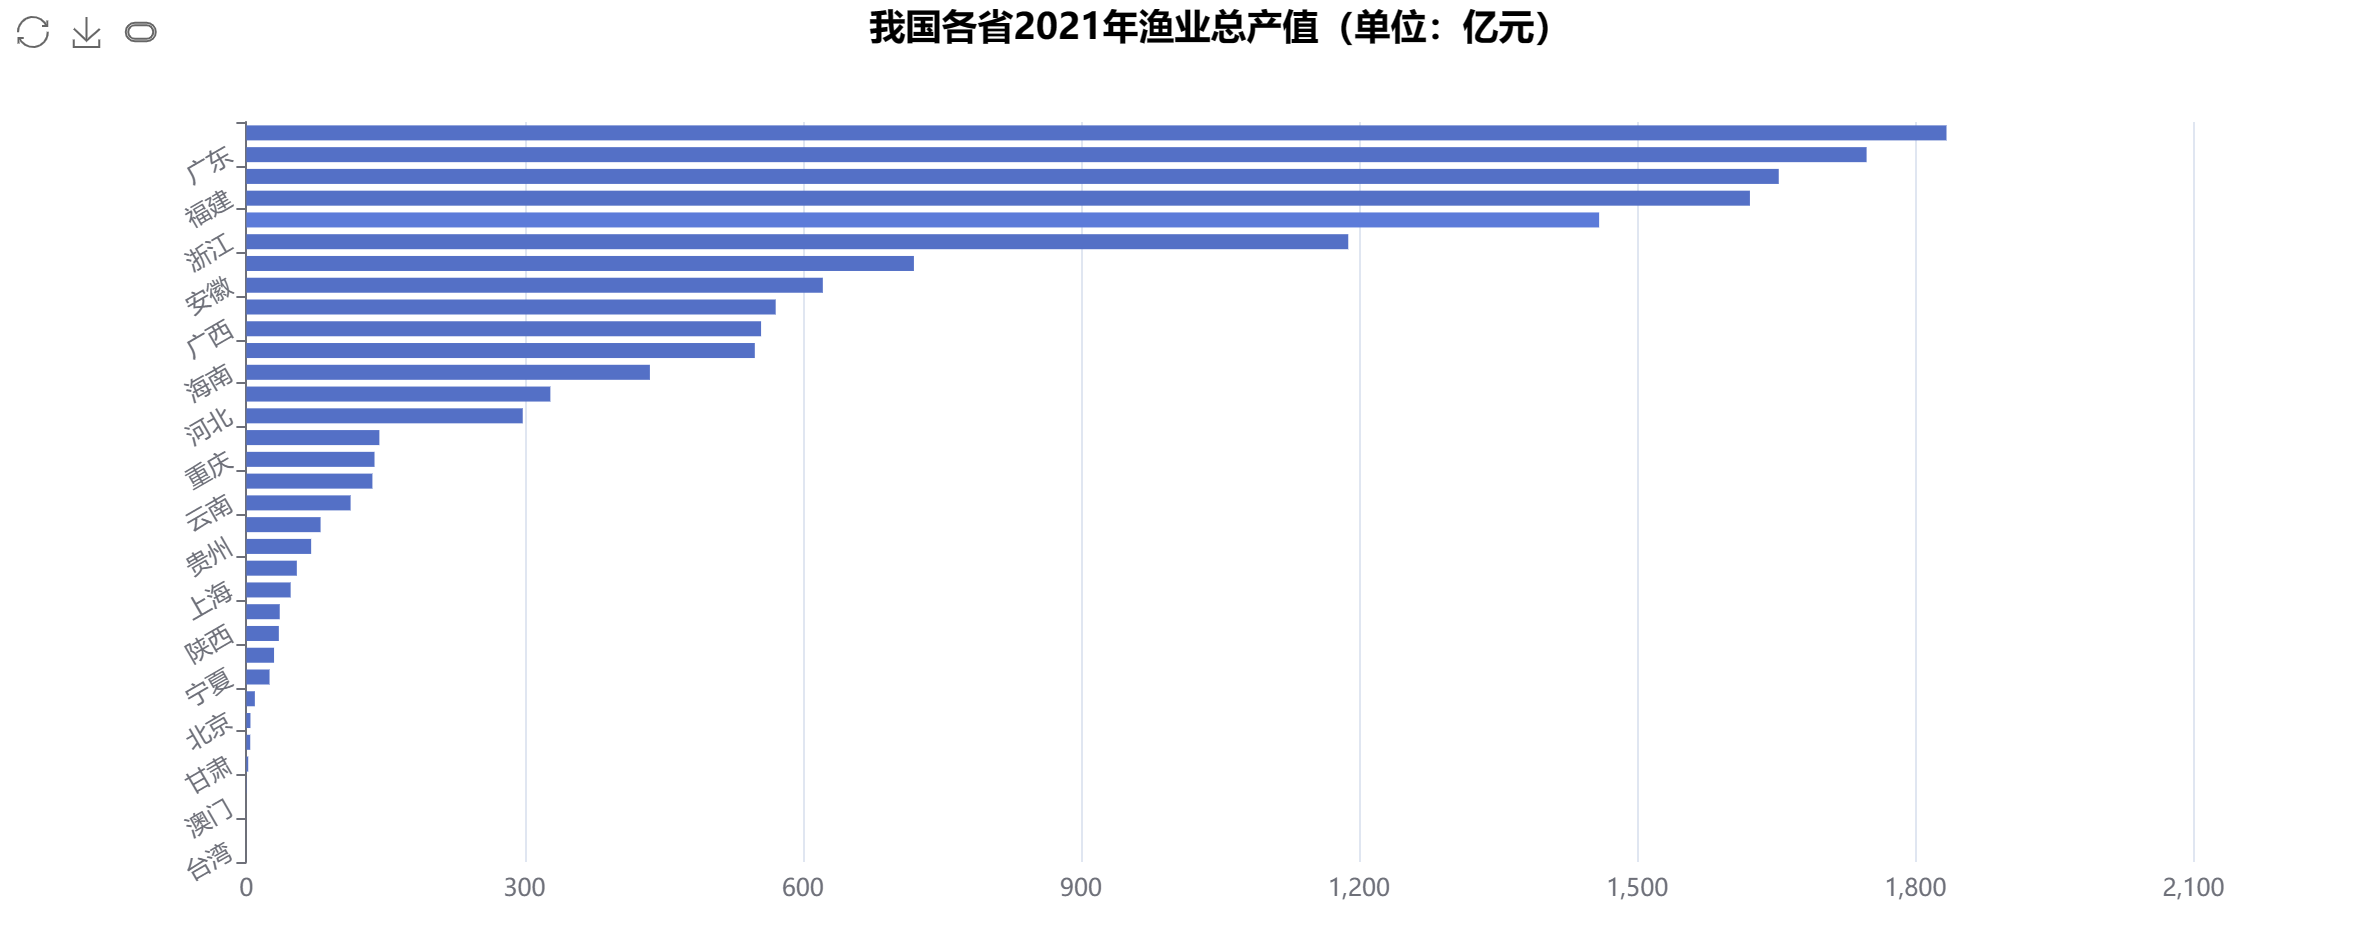 我国各省2021年渔业总产值（单位：亿元）
广东
福建
浙江
安徽
广西
海南
河北
重庆
云南
贵州
上海
陕西
宁夏
北京
甘肃
澳门
台湾
0 300 600 900 1,200 1,500 1,800 2,100